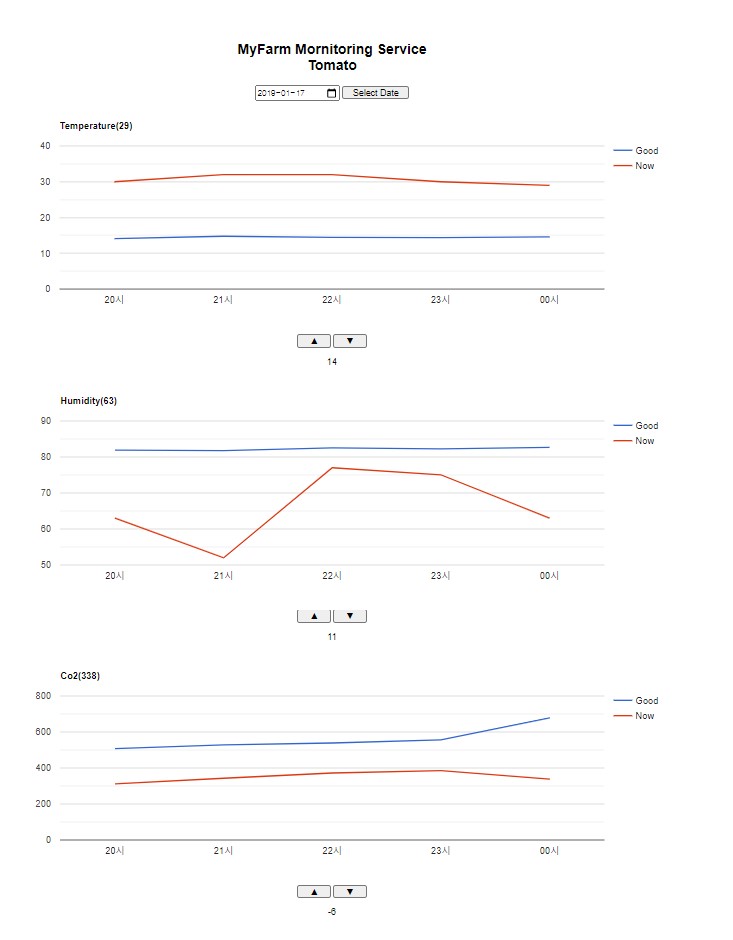 MyFarm Mornitoring Service
Tomato
2019-01-17 Select Date
Temperature(29)
40
30
20
10
0
20시 21시 22시 23시 00시
Good
Now
▲ ▼
14
Humidity(63)
90
80
70
60
50
20시 21시 22시 23시 00시
Good
Now
▲ ▼
11
Co2(338)
800
600
400
200
0
20시 21시 22시 23시 00시
Good
Now
▲ ▼
-6